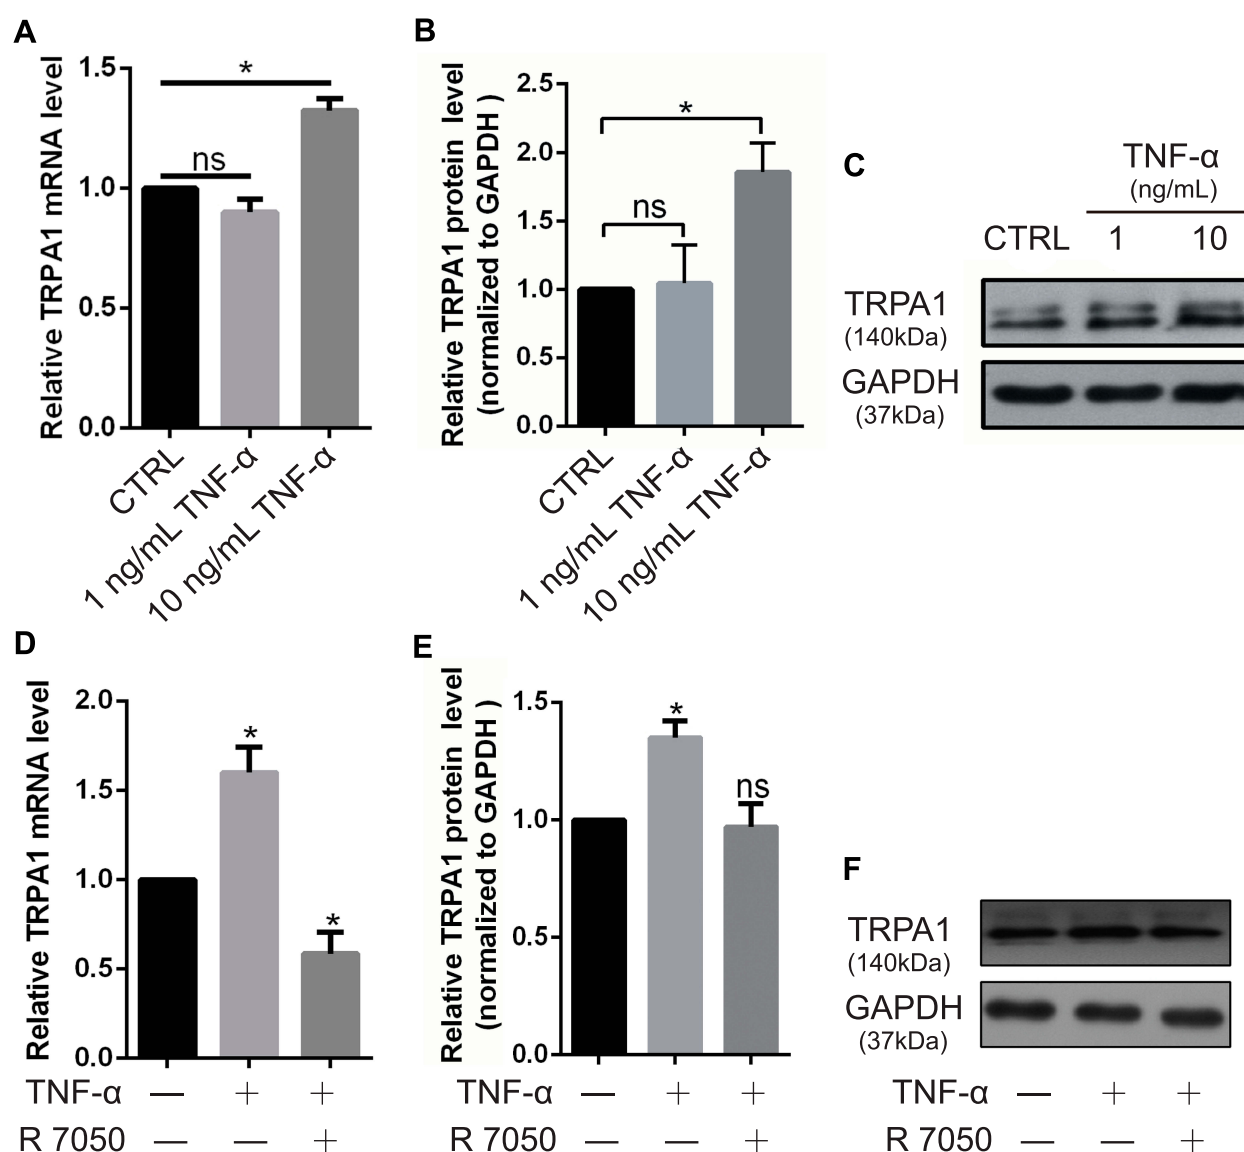 A
Relative TRPA1 mRNA level
1.5
1.0
0.5
0.0
*
ns
CTRL
1 ng/mL TNF-α
10 ng/mL TNF-α
B
Relative TRPA1 protein level
(normalized to GAPDH )
2.5
2.0
1.5
1.0
0.5
0.0
*
ns
CTRL
1 ng/mL TNF-α
10 ng/mL TNF-α
C
TNF-α
(ng/mL)
CTRL 1 10
TRPA1
(140kDa)
GAPDH
(37kDa)
D
Relative TRPA1 mRNA level
2.0
1.5
1.0
0.5
0.0
*
*
TNF-α — + +
R 7050 — — +
E
Relative TRPA1 protein level
(normalized to GAPDH )
1.5
1.0
0.5
0.0
*
ns
TNF-α — + +
R 7050 — — +
F
TRPA1
(140kDa)
GAPDH
(37kDa)
TNF-α — + +
R 7050 — — +